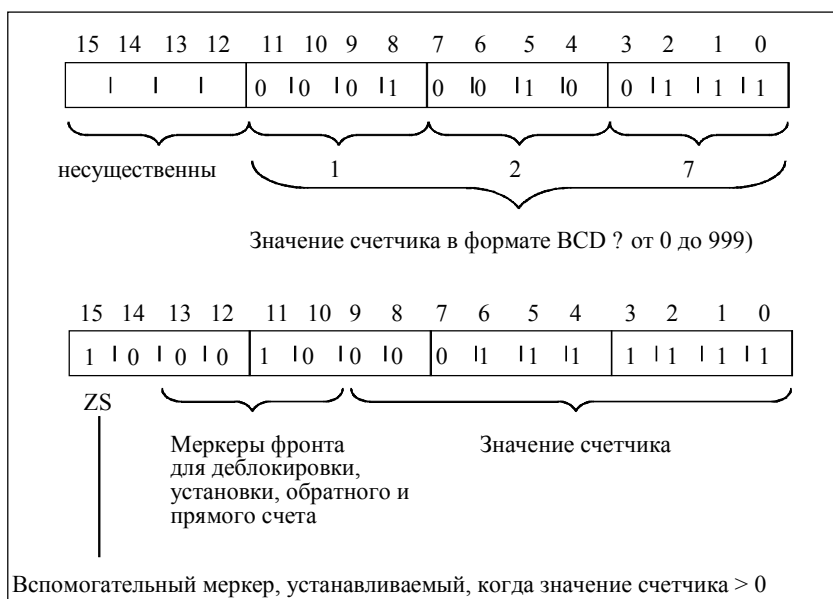 15 14 13 12 11 10 9 8 7 6 5 4 3 2 1 0
0 0 0 1 0 0 1 0 0 1 1 1
несущественны 1 2 7
Значение счетчика в формате BCD ? от 0 до 999)
15 14 13 12 11 10 9 8 7 6 5 4 3 2 1 0
1 0 0 0 1 0 0 0 0 1 1 1 1 1 1 1
ZS
Меркеры фронта Значение счетчика
для деблокировки,
установки, обратного и
прямого счета
Вспомогательный меркер, устанавливаемый, когда значение счетчика > 0